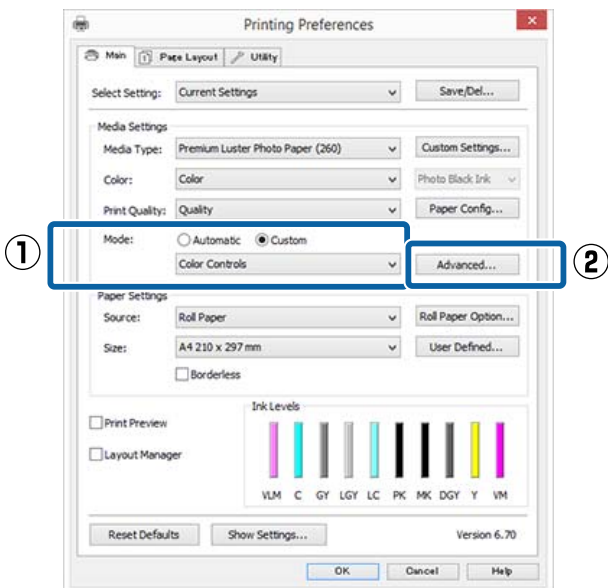 Printing Preferences
Main Page Layout Utility
Select Setting: Current Settings Save/Del...
Media Settings
Media Type: Premium Luster Photo Paper (260) Custom Settings...
Color: Color Photo Black Ink
Print Quality: Quality Paper Config...
Mode: Automatic Custom
① Color Controls Advanced... ②
Paper Settings
Source: Roll Paper Roll Paper Option...
Size: A4 210 x 297 mm User Defined...
Borderless
Ink Levels
Print Preview
Layout Manager
VLM C GY LGY LC PK MK DGY Y VM
Reset Defaults Show Settings... Version 6.70
OK Cancel Help